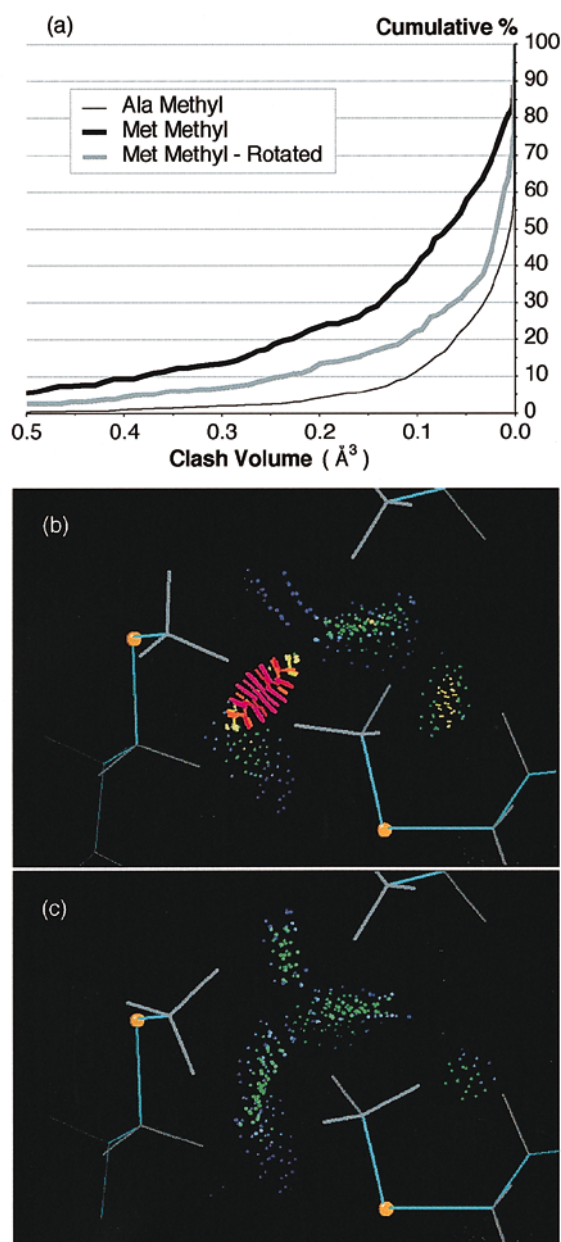 (a)
Cumulative %
100
90
80
70
60
50
40
30
20
10
0
Ala Methyl
Met Methyl
Met Methyl - Rotated
0.5 0.4 0.3 0.2 0.1 0.0
Clash Volume ( Å³ )
(b)
(c)